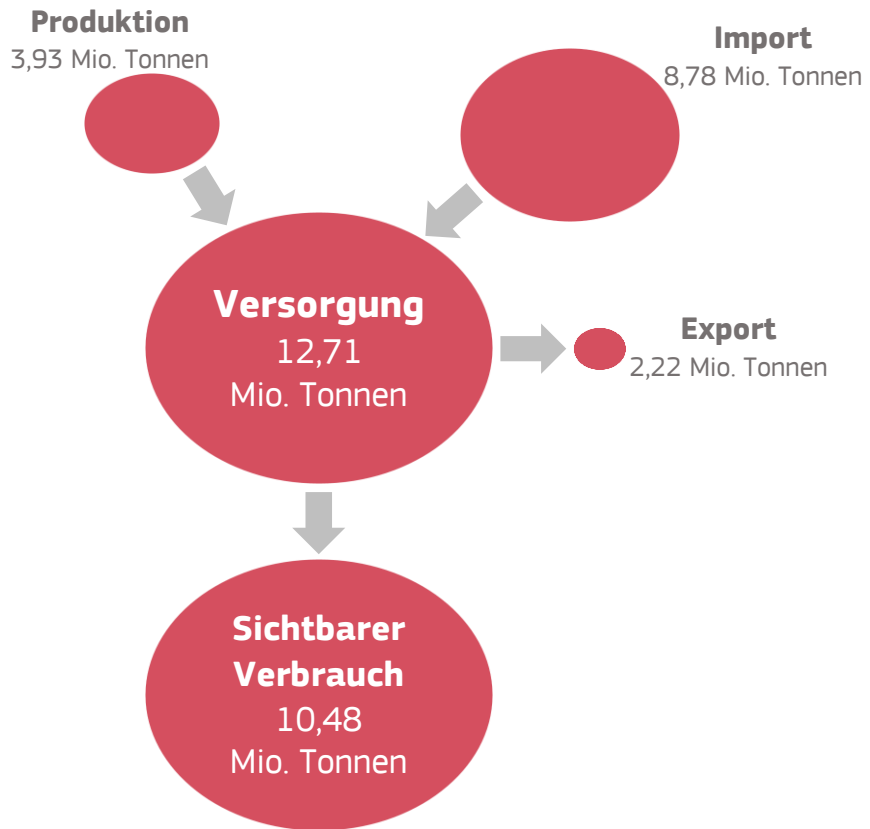 Produktion
3,93 Mio. Tonnen
Import
8,78 Mio. Tonnen
Versorgung
12,71
Mio. Tonnen
Export
2,22 Mio. Tonnen
Sichtbarer
Verbrauch
10,48
Mio. Tonnen